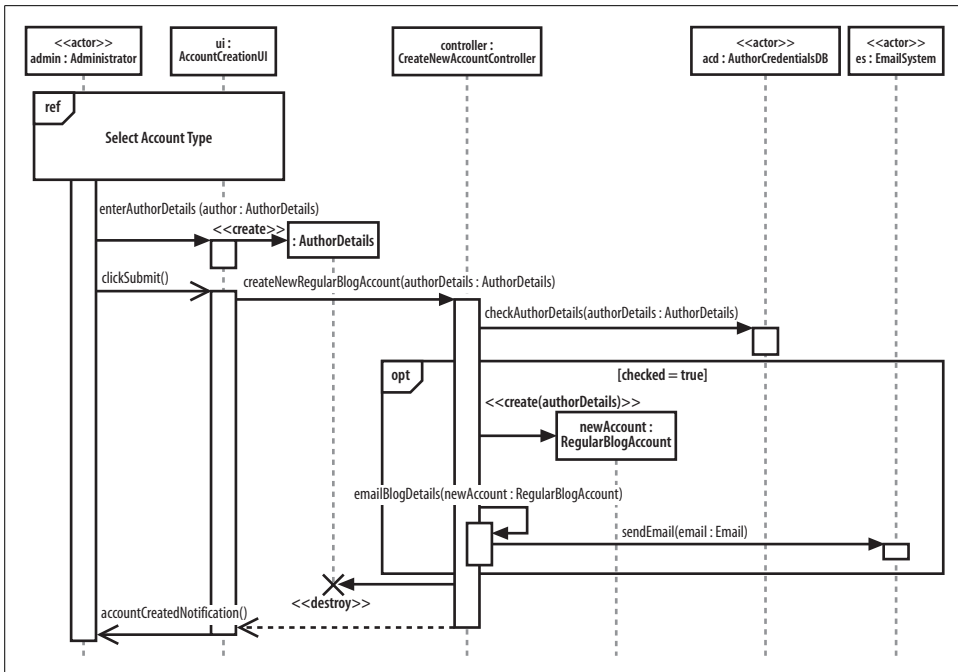 <<actor>>
admin : Administrator
ui :
AccountCreationUI
controller :
CreateNewAccountController
<<actor>>
acd : AuthorCredentialsDB
<<actor>>
es : EmailSystem
ref
Select Account Type
enterAuthorDetails (author : AuthorDetails)
<<create>>
: AuthorDetails
clickSubmit()
createNewRegularBlogAccount(authorDetails : AuthorDetails)
checkAuthorDetails(authorDetails : AuthorDetails)
opt
[checked = true]
<<create(authorDetails)>>
newAccount :
RegularBlogAccount
emailBlogDetails(newAccount : RegularBlogAccount)
sendEmail(email : Email)
<<destroy>>
accountCreatedNotification()